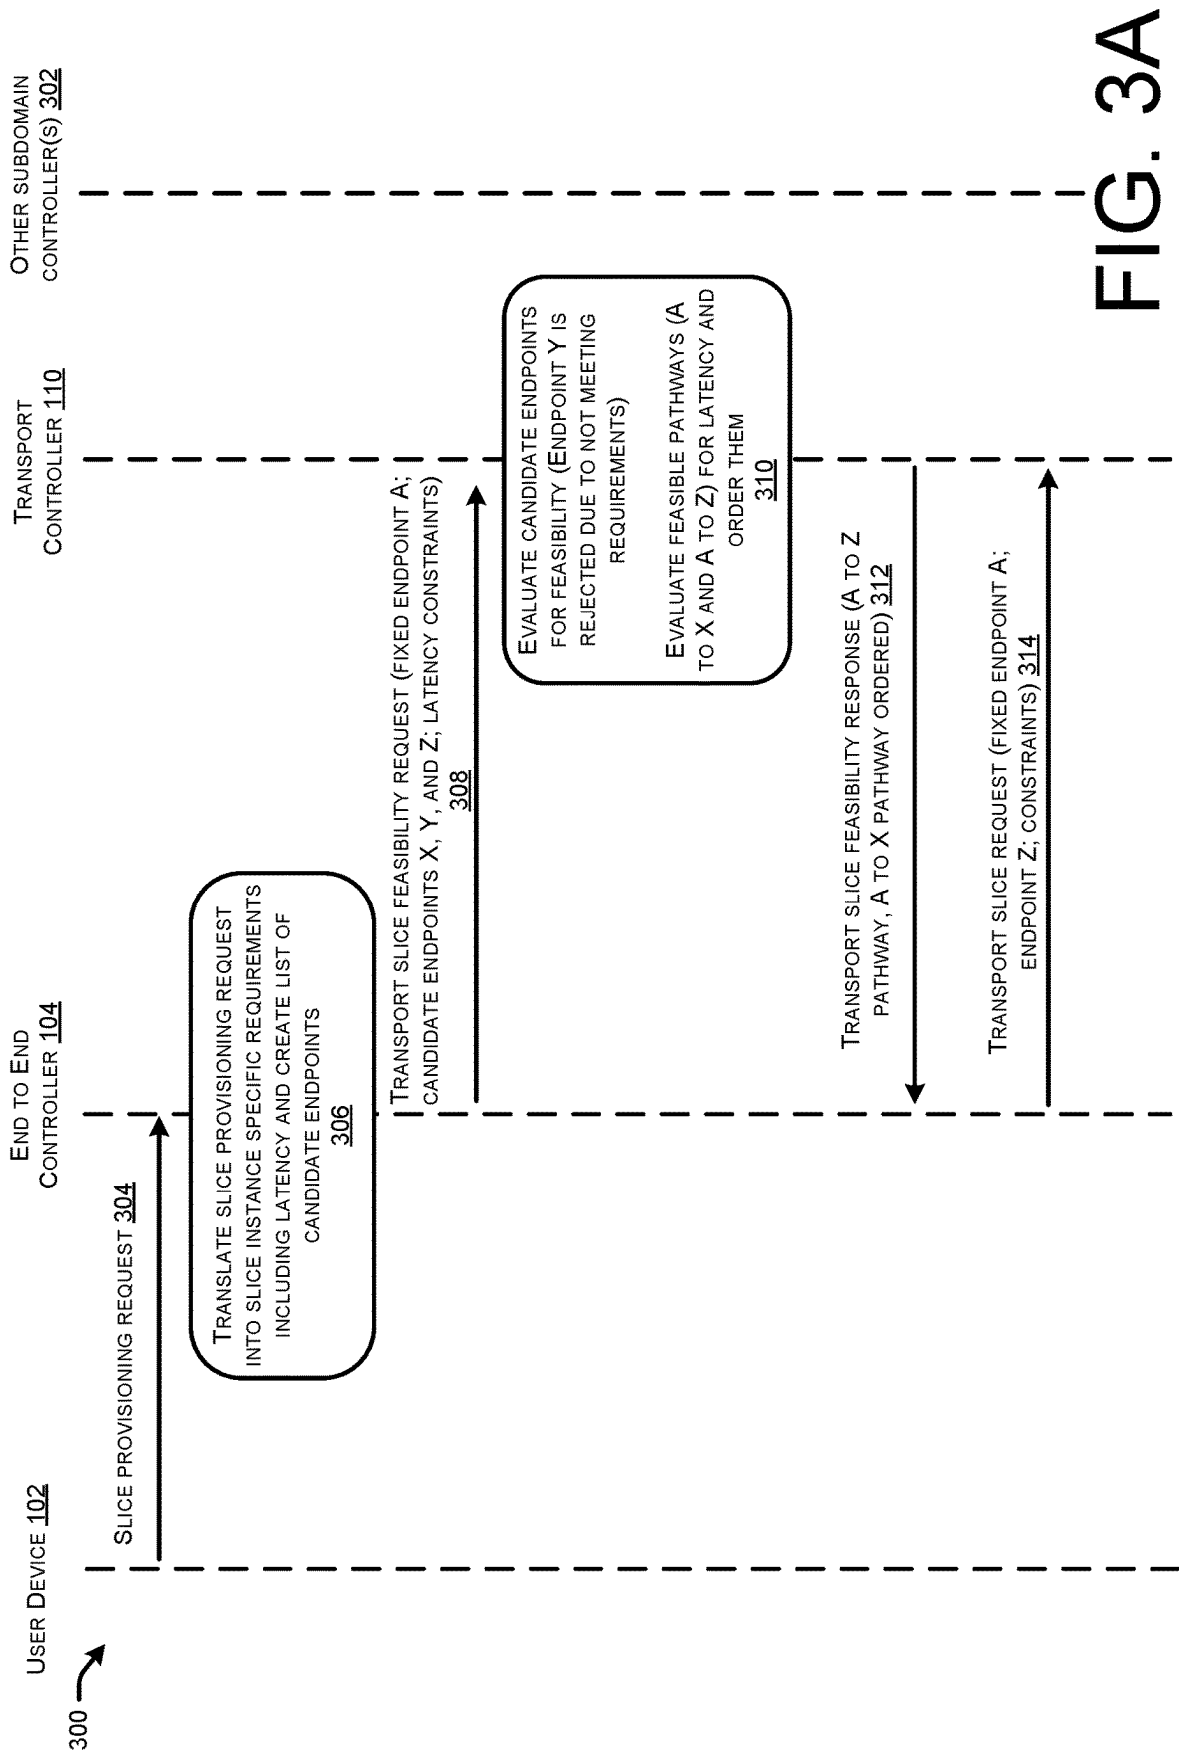 300
USER DEVICE 102
END TO END
CONTROLLER 104
TRANSPORT
CONTROLLER 110
OTHER SUBDOMAIN
CONTROLLER(S) 302
SLICE PROVISIONING REQUEST 304
TRANSLATE SLICE PROVISIONING REQUEST
INTO SLICE INSTANCE SPECIFIC REQUIREMENTS
INCLUDING LATENCY AND CREATE LIST OF
CANDIDATE ENDPOINTS
306
TRANSPORT SLICE FEASIBILITY REQUEST (FIXED ENDPOINT A;
CANDIDATE ENDPOINTS X, Y, AND Z; LATENCY CONSTRAINTS)
308
EVALUATE CANDIDATE ENDPOINTS
FOR FEASIBILITY (ENDPOINT Y IS
REJECTED DUE TO NOT MEETING
REQUIREMENTS)
EVALUATE FEASIBLE PATHWAYS (A
TO X AND A TO Z) FOR LATENCY AND
ORDER THEM
310
TRANSPORT SLICE FEASIBILITY RESPONSE (A TO Z
PATHWAY, A TO X PATHWAY ORDERED) 312
TRANSPORT SLICE REQUEST (FIXED ENDPOINT A;
ENDPOINT Z; CONSTRAINTS) 314
FIG. 3A